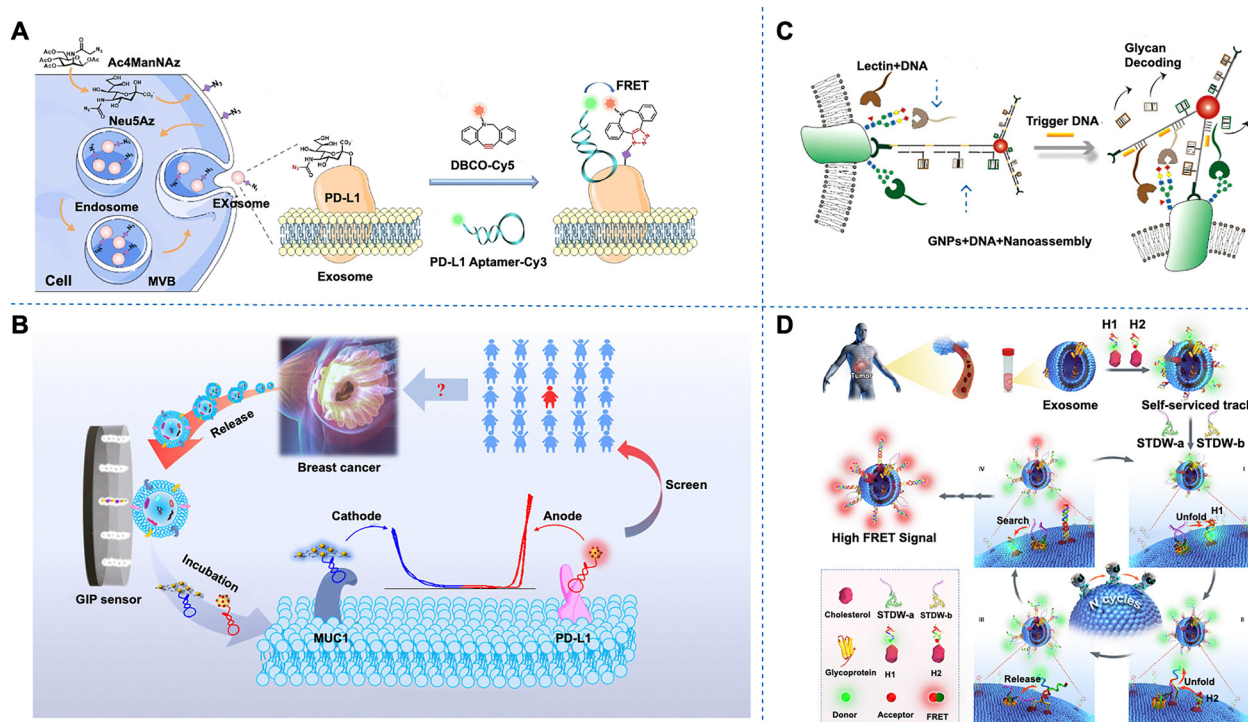 A
Ac4ManNAz
Neu5Az
Endosome
EXosome
MVB
Cell
PD-L1
Exosome
DBCO-Cy5
PD-L1 Aptamer-Cy3
FRET
B
GIP sensor
Release
Incubation
Breast cancer
?
Screen
Cathode
Anode
MUC1
PD-L1
C
Lectin+DNA
Trigger DNA
Glycan
Decoding
GNPs+DNA+Nanoassembly
D
Tumor
Exosome
H1
H2
Self-serviced track
STDW-a
STDW-b
High FRET Signal
IV
Search
I
Unfold
H1
N cycles
III
Release
II
Unfold
H2
Cholesterol
STDW-a
STDW-b
Glycoprotein
H1
H2
Donor
Acceptor
FRET